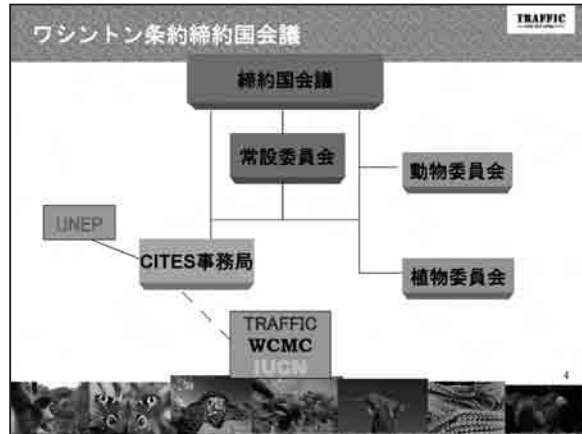 ワシントン条約締約国会議
TRAFFIC
締約国会議
常設委員会
動物委員会
UNEP
CITES事務局
植物委員会
TRAFFIC
WCMC
IUCN
4